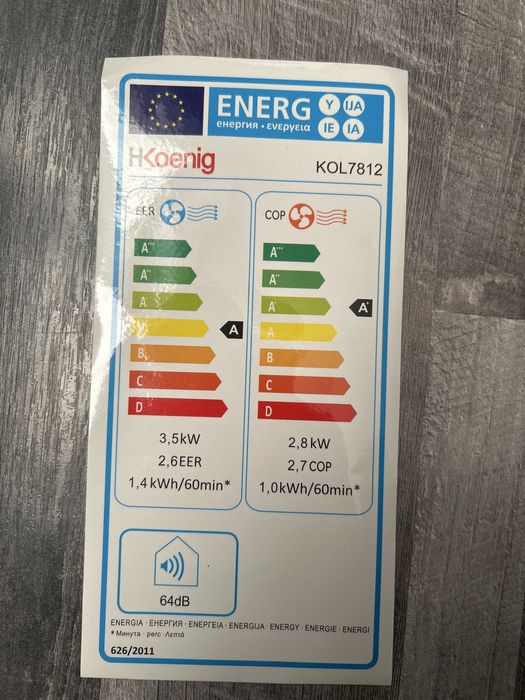 ENERG Y IJA
енергия · ενεργεια IE IA
HKoenig KOL7812
EER COP
A+++ A+++
A++ A++
A+ A+ A+
A A A
B B
C C
D D
3,5kW 2,8kW
2,6EER 2,7COP
1,4kWh/60min* 1,0kWh/60min*
64dB
ENERGIA · ЕНЕРГИЯ · ΕΝΕΡΓΕΙΑ · ENERGIJA · ENERGY · ENERGIE · ENERGI
* Минута · perc · Λεπτά
626/2011